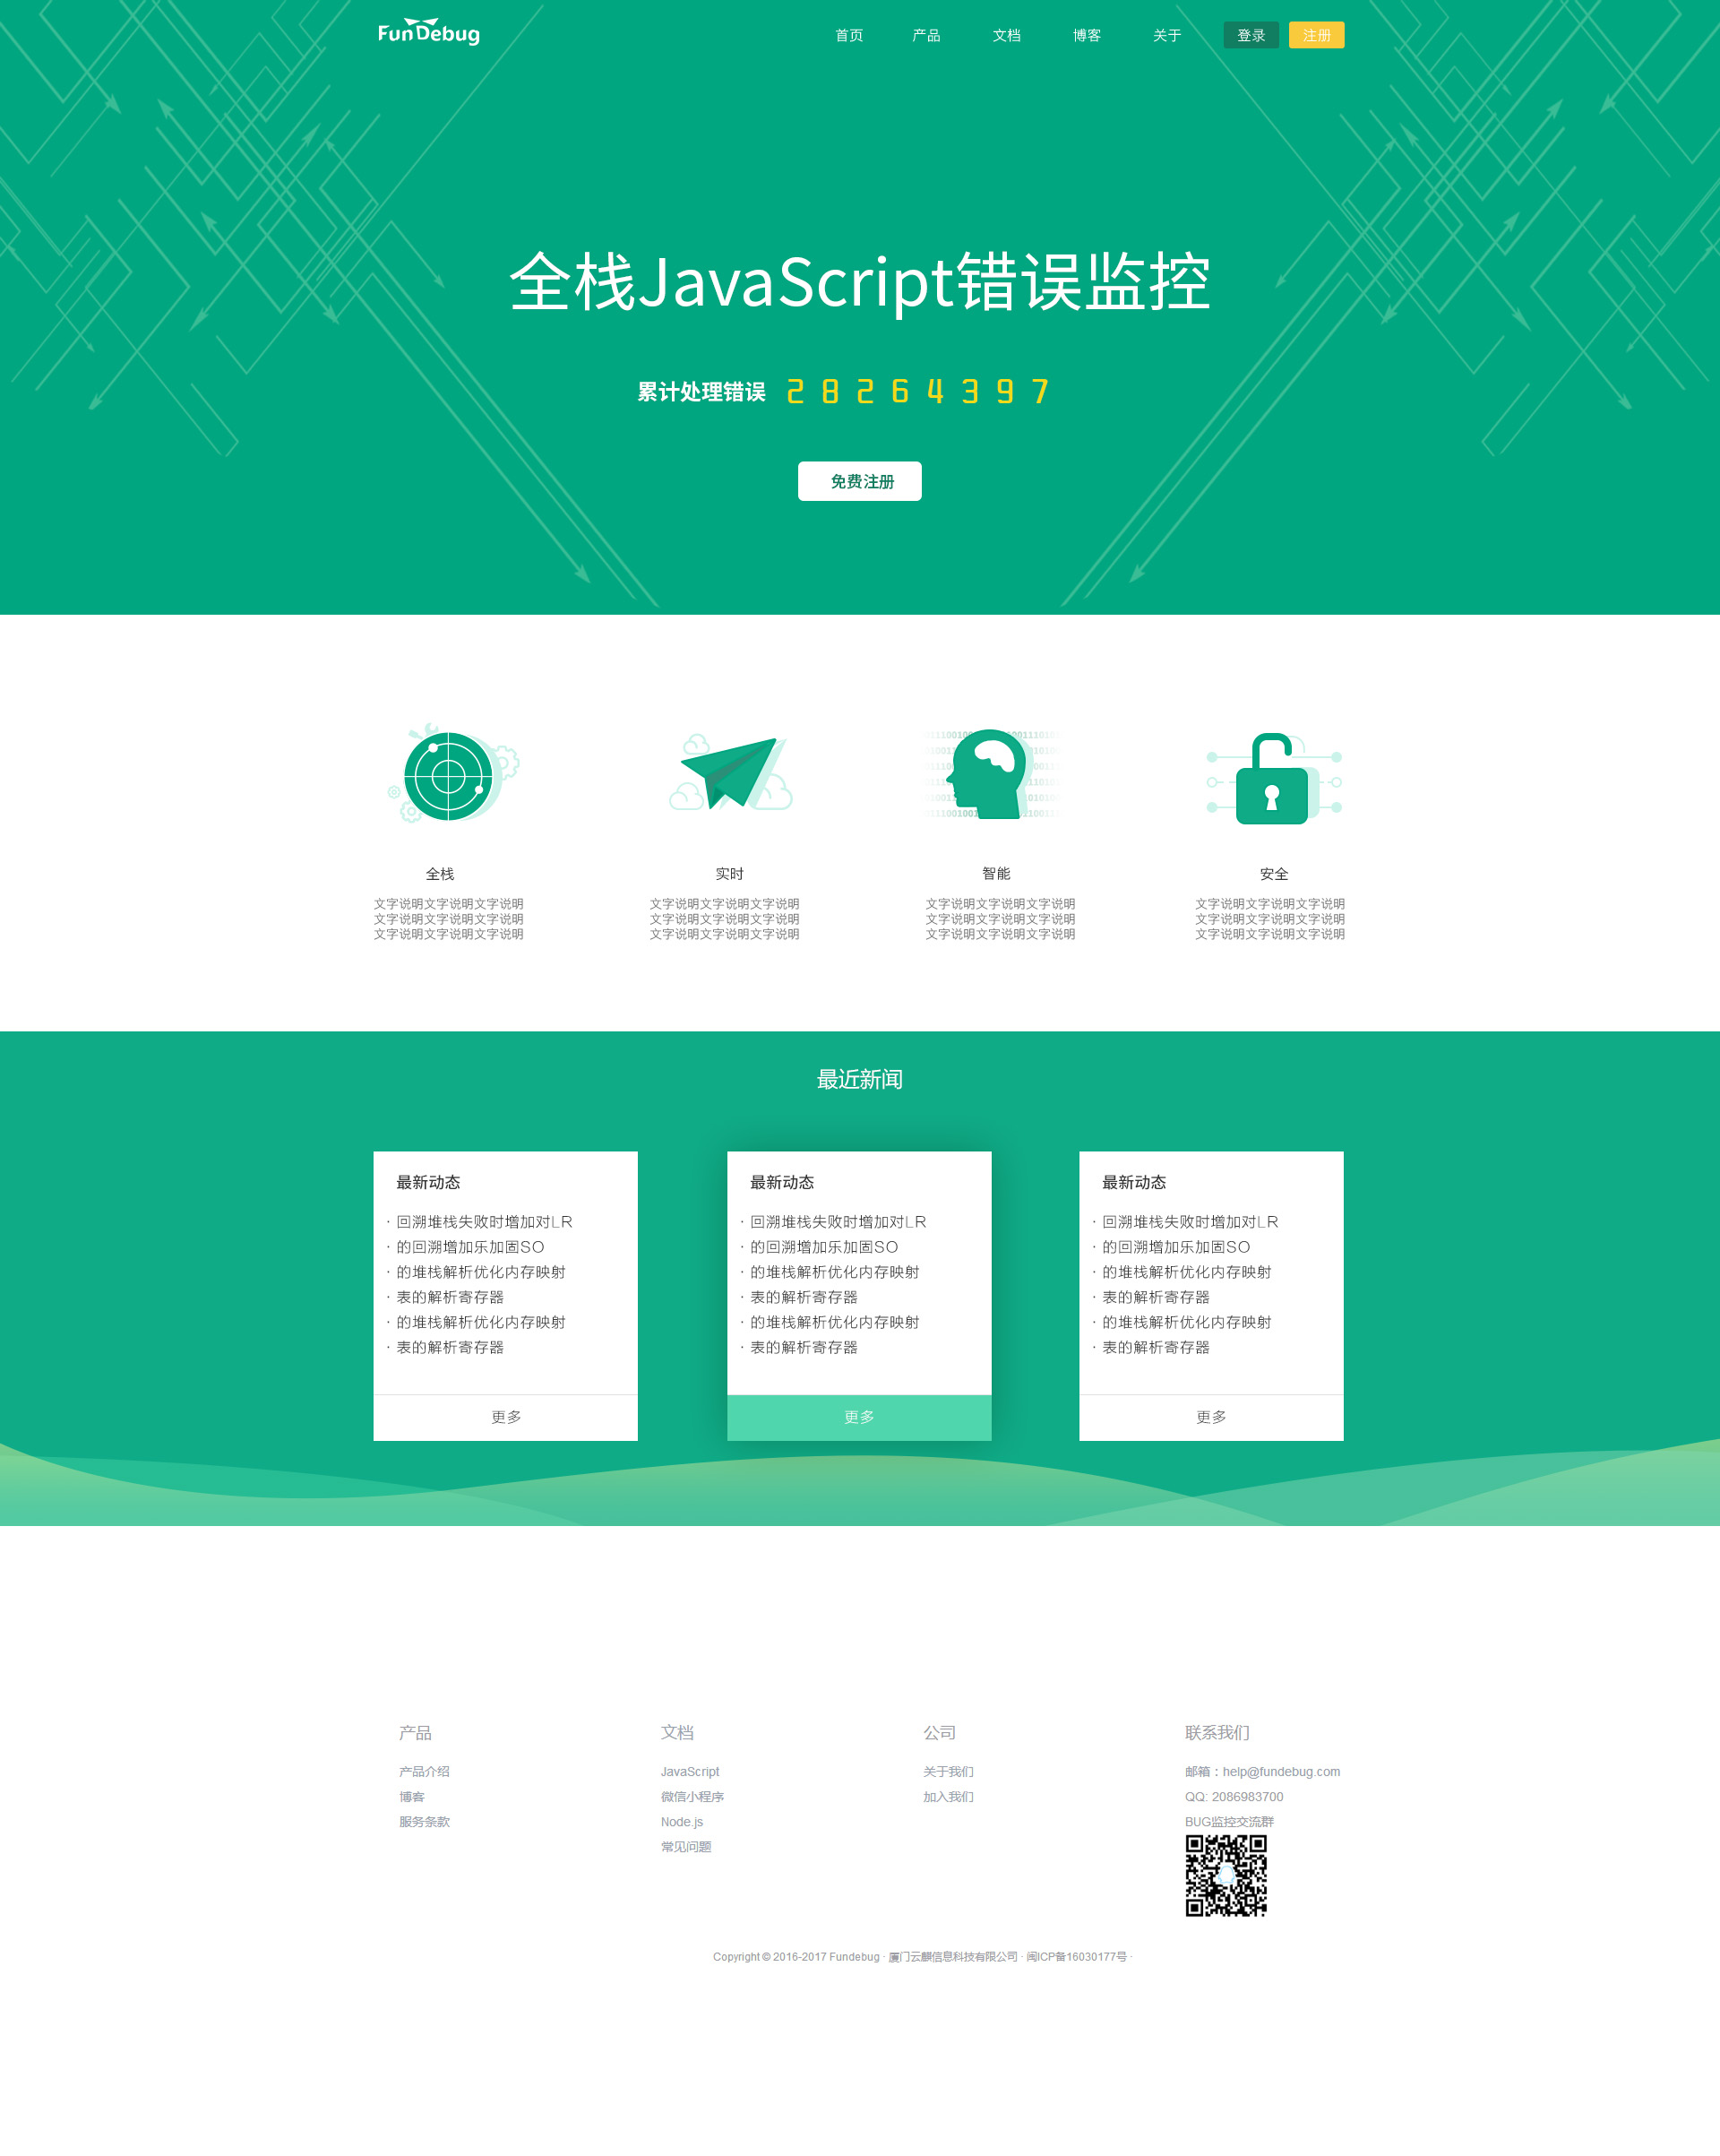 FunDebug
首页 产品 文档 博客 关于 登录 注册
全栈JavaScript错误监控
累计处理错误 2 8 2 6 4 3 9 7
免费注册
全栈
文字说明文字说明文字说明
文字说明文字说明文字说明
文字说明文字说明文字说明
实时
文字说明文字说明文字说明
文字说明文字说明文字说明
文字说明文字说明文字说明
智能
文字说明文字说明文字说明
文字说明文字说明文字说明
文字说明文字说明文字说明
安全
文字说明文字说明文字说明
文字说明文字说明文字说明
文字说明文字说明文字说明
最近新闻
最新动态
· 回溯堆栈失败时增加对LR
· 的回溯增加乐加固SO
· 的堆栈解析优化内存映射
· 表的解析寄存器
· 的堆栈解析优化内存映射
· 表的解析寄存器
更多
最新动态
· 回溯堆栈失败时增加对LR
· 的回溯增加乐加固SO
· 的堆栈解析优化内存映射
· 表的解析寄存器
· 的堆栈解析优化内存映射
· 表的解析寄存器
更多
最新动态
· 回溯堆栈失败时增加对LR
· 的回溯增加乐加固SO
· 的堆栈解析优化内存映射
· 表的解析寄存器
· 的堆栈解析优化内存映射
· 表的解析寄存器
更多
产品
产品介绍
博客
服务条款
文档
JavaScript
微信小程序
Node.js
常见问题
公司
关于我们
加入我们
联系我们
邮箱：help@fundebug.com
QQ: 2086983700
BUG监控交流群
Copyright © 2016-2017 Fundebug · 厦门云麒信息科技有限公司 · 闽ICP备16030177号 ·